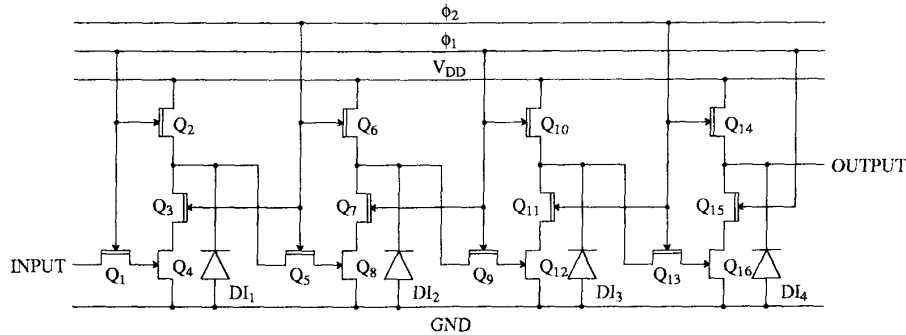 ϕ₂
ϕ₁
V_DD
Q₂ Q₆ Q₁₀ Q₁₄
OUTPUT
Q₃ Q₇ Q₁₁ Q₁₅
INPUT
Q₁ Q₄ Q₅ Q₈ Q₉ Q₁₂ Q₁₃ Q₁₆
DI₁ DI₂ DI₃ DI₄
GND